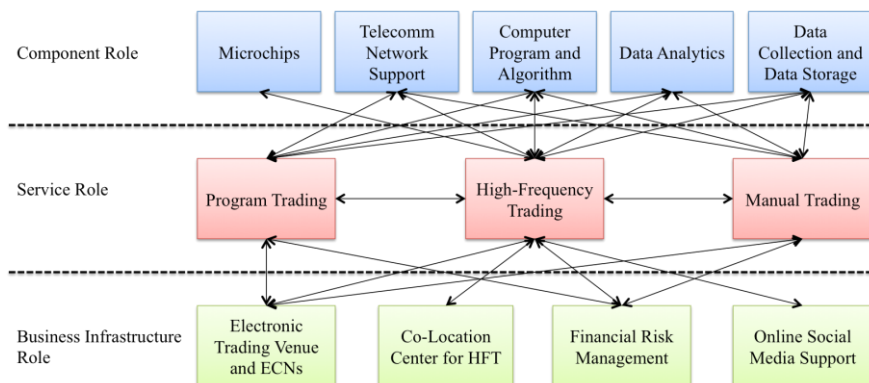 Component Role
Microchips
Telecomm
Network
Support
Computer
Program and
Algorithm
Data Analytics
Data
Collection and
Data Storage
Service Role
Program Trading
High-Frequency
Trading
Manual Trading
Business Infrastructure
Role
Electronic
Trading Venue
and ECNs
Co-Location
Center for HFT
Financial Risk
Management
Online Social
Media Support